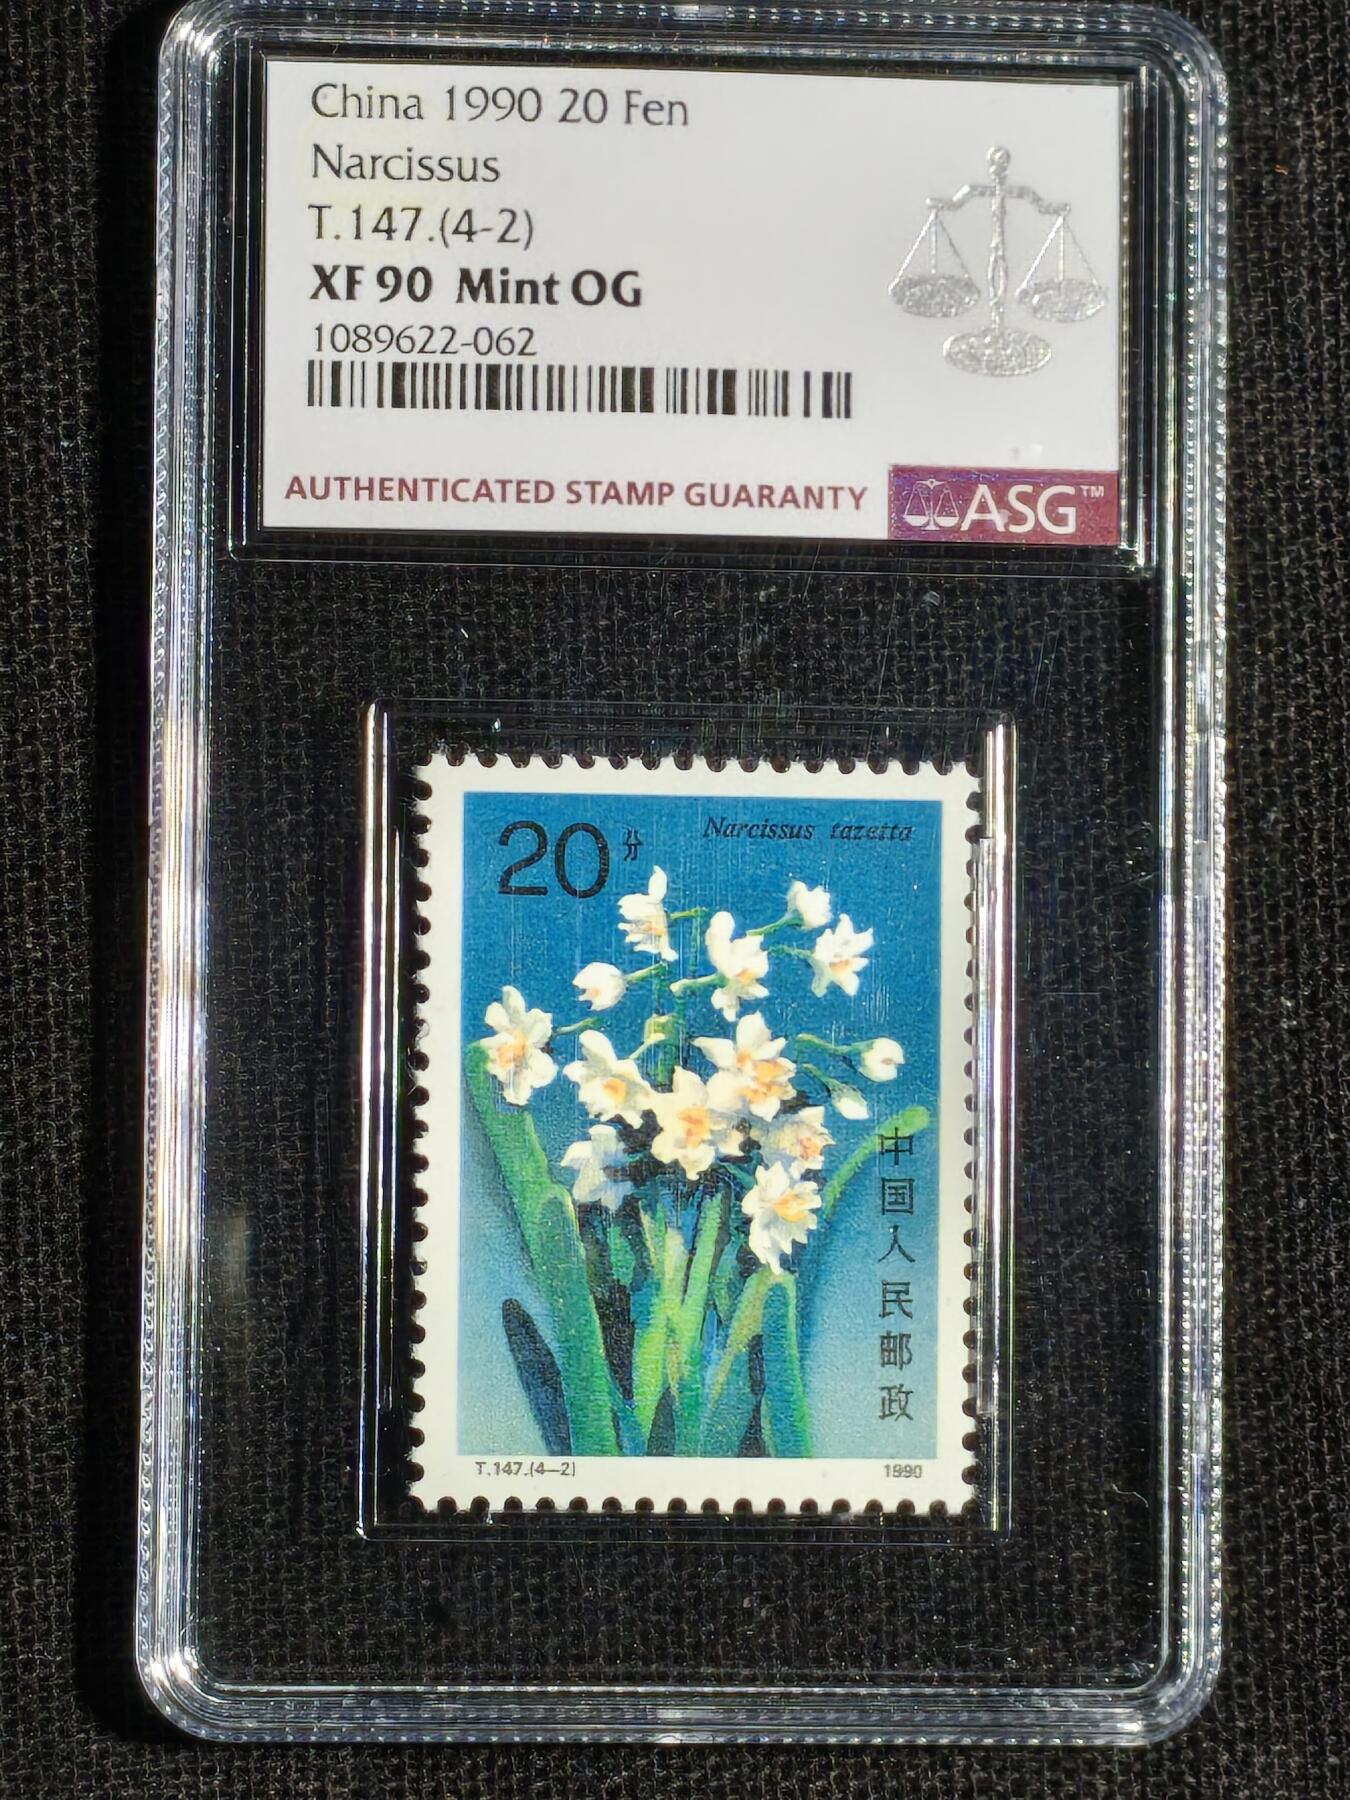 China 1990 20 Fen
Narcissus
T.147.(4-2)
XF 90 Mint OG
1089622-062
AUTHENTICATED STAMP GUARANTY
ASG™
20分
Narcissus tazetta
中国人民邮政
T.147.(4—2)
1990